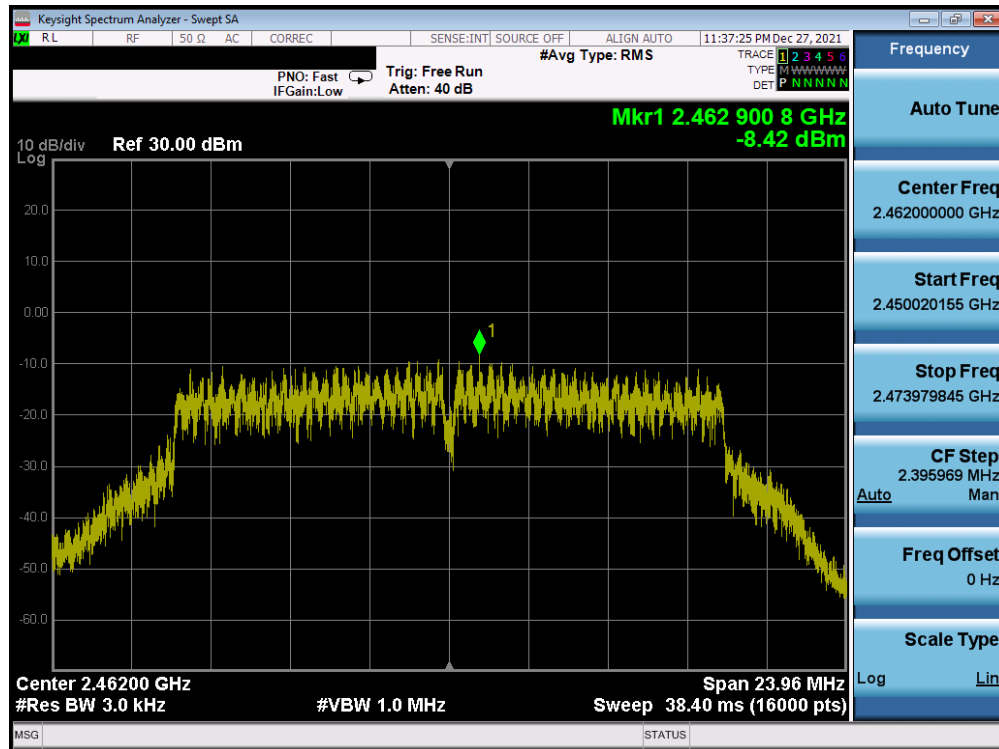 Keysight Spectrum Analyzer - Swept SA
LXI RL RF 50 Ω AC CORREC SENSE:INT SOURCE OFF ALIGN AUTO 11:37:25 PM Dec 27, 2021
#Avg Type: RMS
TRACE 1 2 3 4 5 6
TYPE M WWWWW
DET P N N N N N
PNO: Fast
IFGain:Low
Trig: Free Run
Atten: 40 dB
Mkr1 2.462 900 8 GHz
-8.42 dBm
10 dB/div
Log
Ref 30.00 dBm
20.0
10.0
0.00
-10.0
-20.0
-30.0
-40.0
-50.0
-60.0
1
Center 2.46200 GHz
Span 23.96 MHz
#Res BW 3.0 kHz
#VBW 1.0 MHz
Sweep 38.40 ms (16000 pts)
MSG
STATUS
Frequency
Auto Tune
Center Freq
2.462000000 GHz
Start Freq
2.450020155 GHz
Stop Freq
2.473979845 GHz
CF Step
2.395969 MHz
Auto Man
Freq Offset
0 Hz
Scale Type
Log Lin